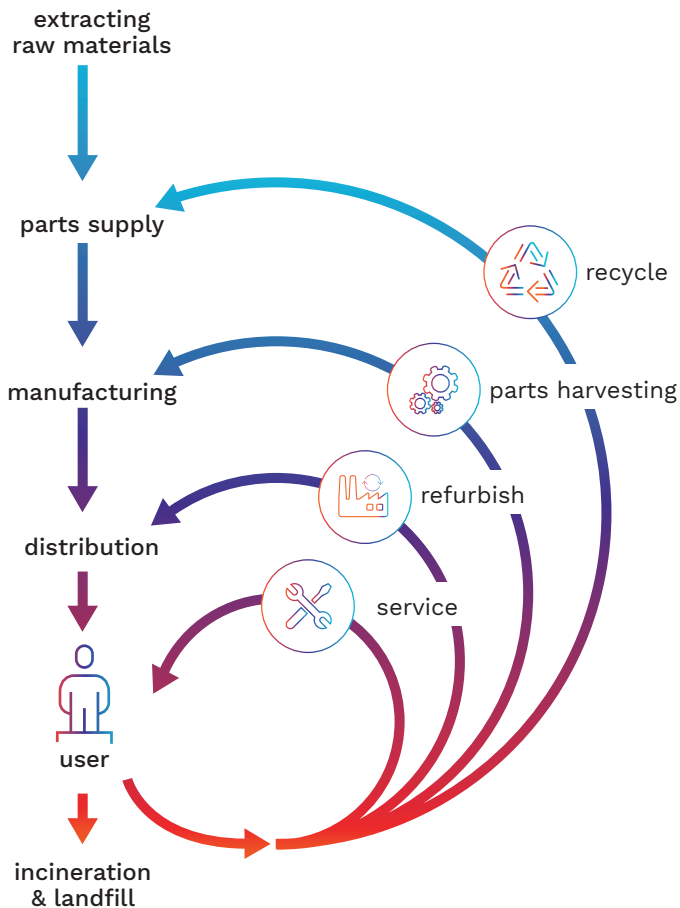 extracting
raw materials
parts supply
recycle
manufacturing
parts harvesting
refurbish
distribution
service
user
incineration
& landfill